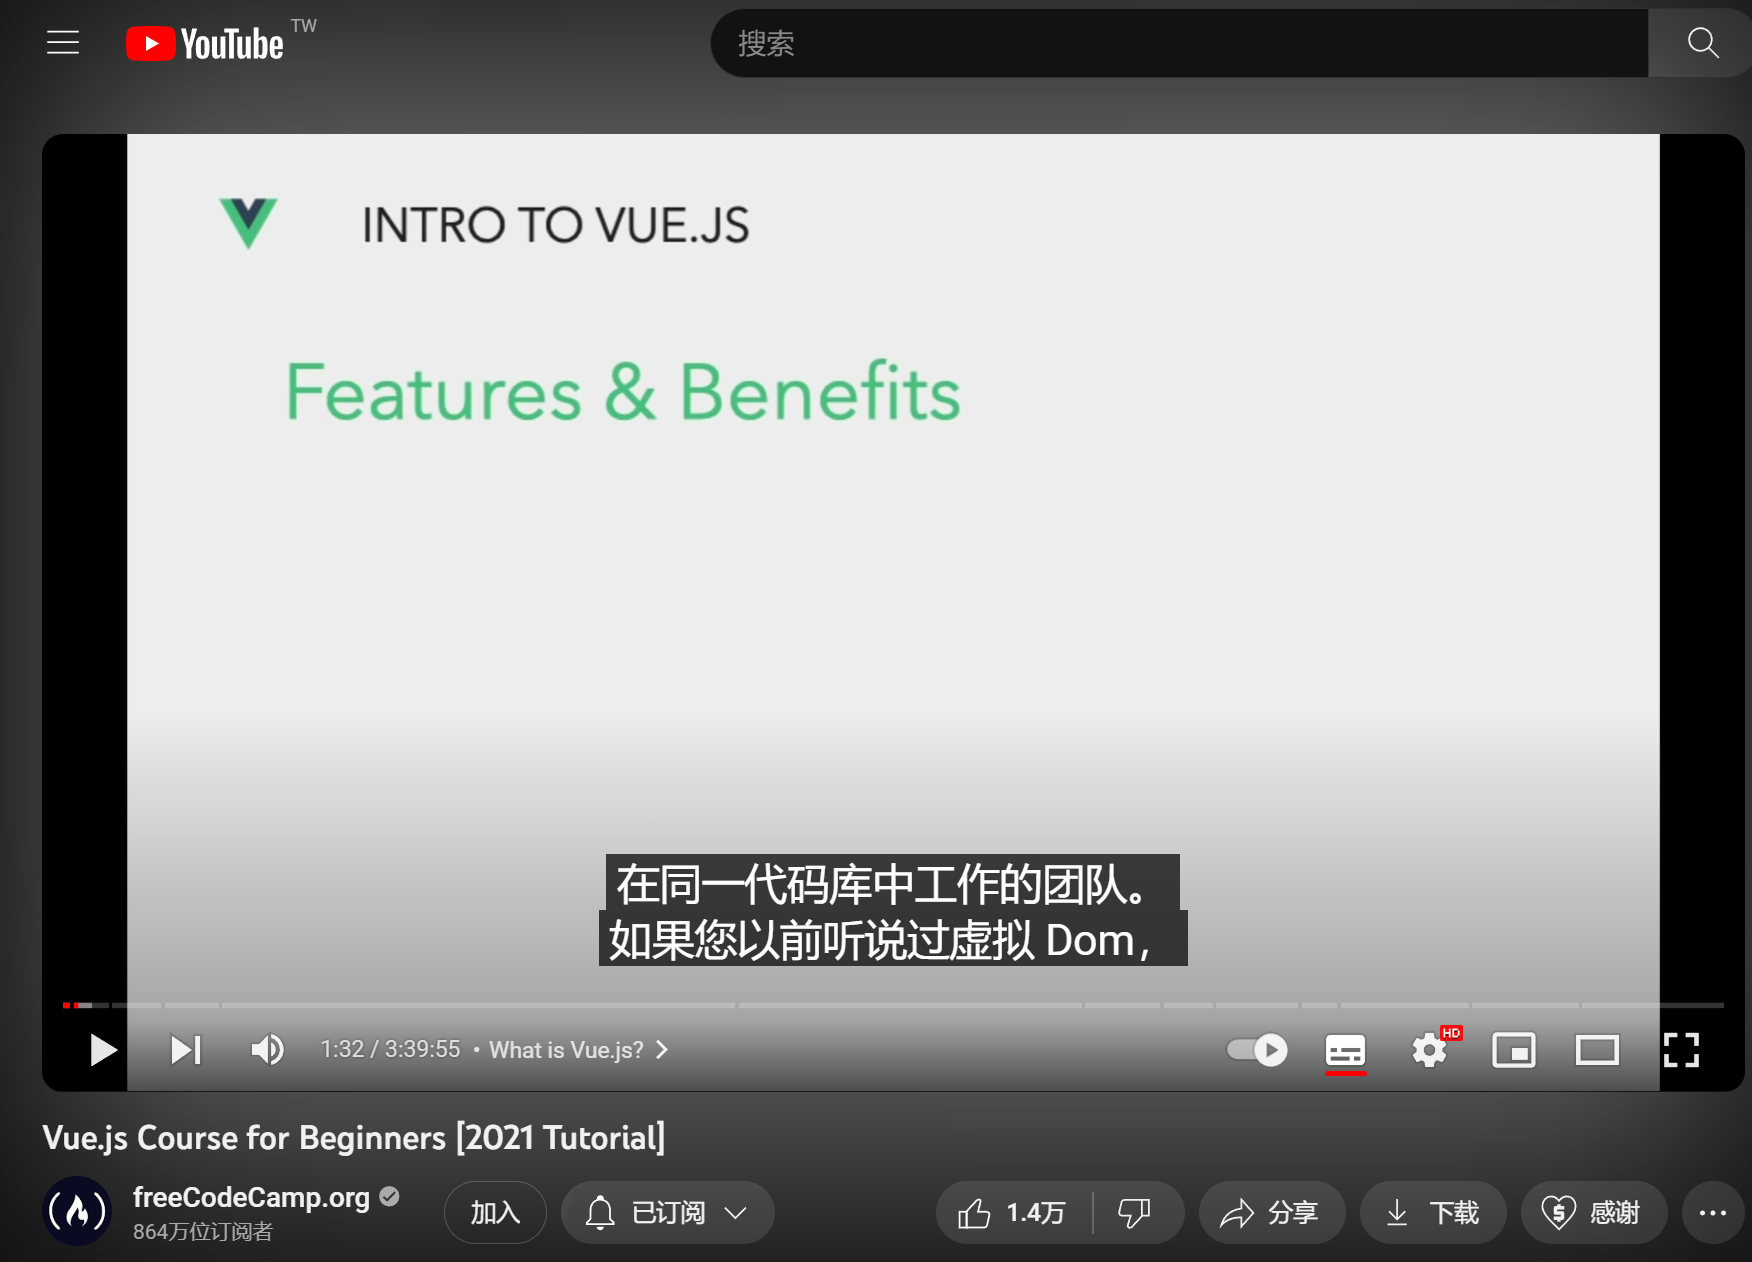 YouTube TW
搜索
INTRO TO VUE.JS
Features & Benefits
在同一代码库中工作的团队。
如果您以前听说过虚拟 Dom，
1:32 / 3:39:55 • What is Vue.js?
HD
Vue.js Course for Beginners [2021 Tutorial]
freeCodeCamp.org
864万位订阅者
加入
已订阅
1.4万
分享
下载
感谢